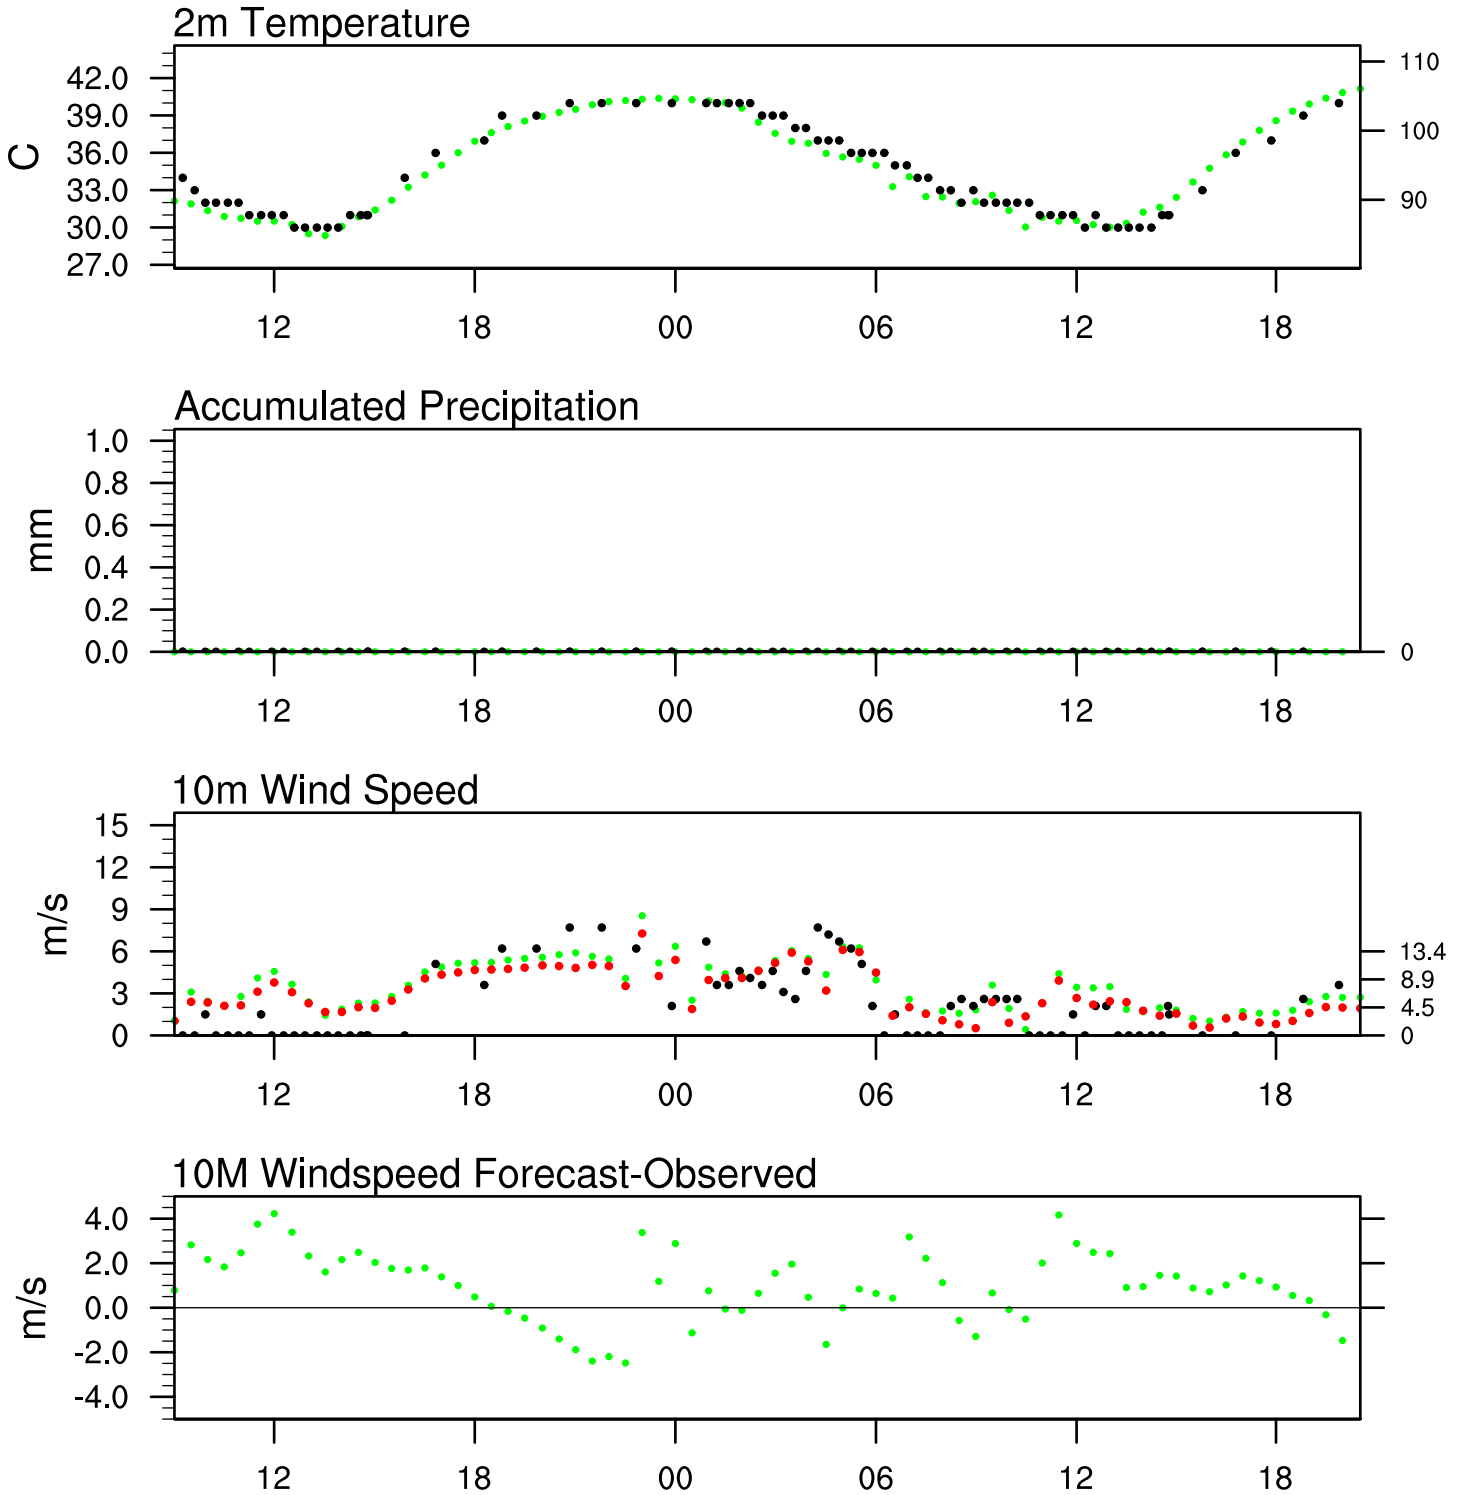 2m Temperature
42.0
39.0
36.0
33.0
30.0
27.0
C
110
100
90
12 18 00 06 12 18
Accumulated Precipitation
1.0
0.8
0.6
0.4
0.2
0.0
mm
0
12 18 00 06 12 18
10m Wind Speed
15
12
9
6
3
0
m/s
13.4
8.9
4.5
0
12 18 00 06 12 18
10M Windspeed Forecast-Observed
4.0
2.0
0.0
-2.0
-4.0
m/s
12 18 00 06 12 18